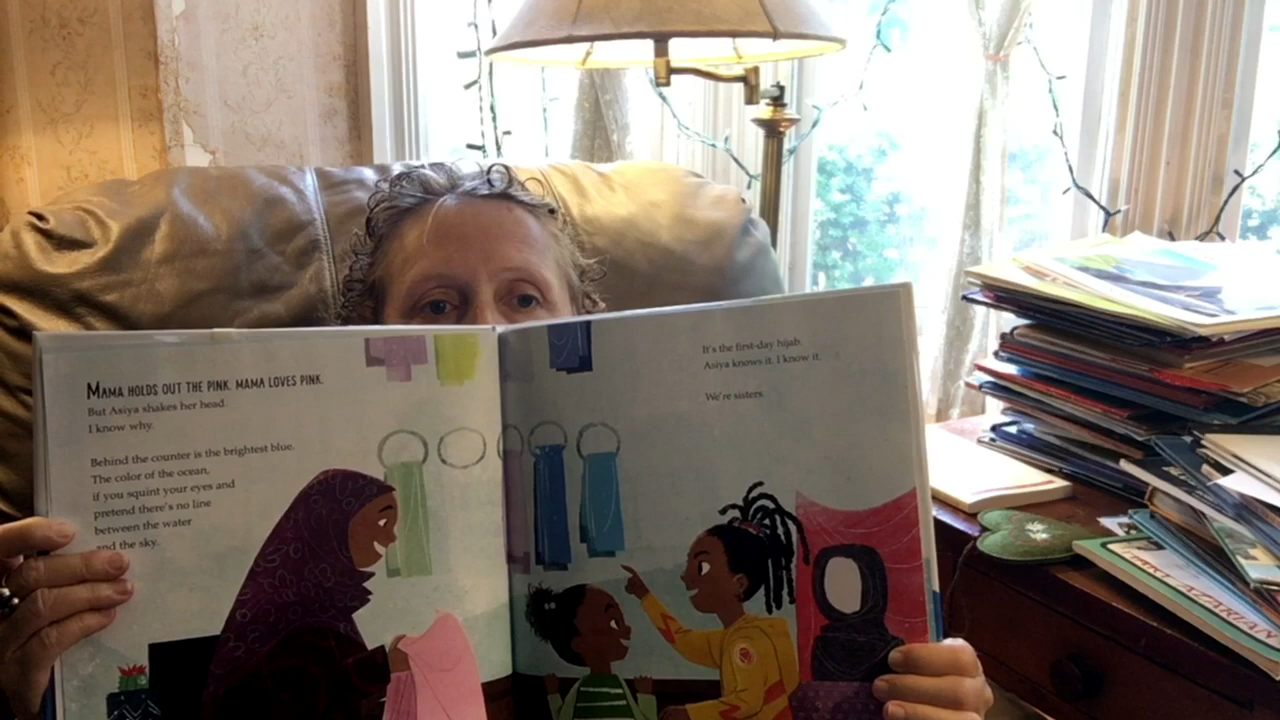 MAMA HOLDS OUT THE PINK. MAMA LOVES PINK.
But Asiya shakes her head.
I know why.
Behind the counter is the brightest blue.
The color of the ocean,
if you squint your eyes and
pretend there's no line
between the water
and the sky.
It's the first-day hijab.
Asiya knows it. I know it.
We're sisters.